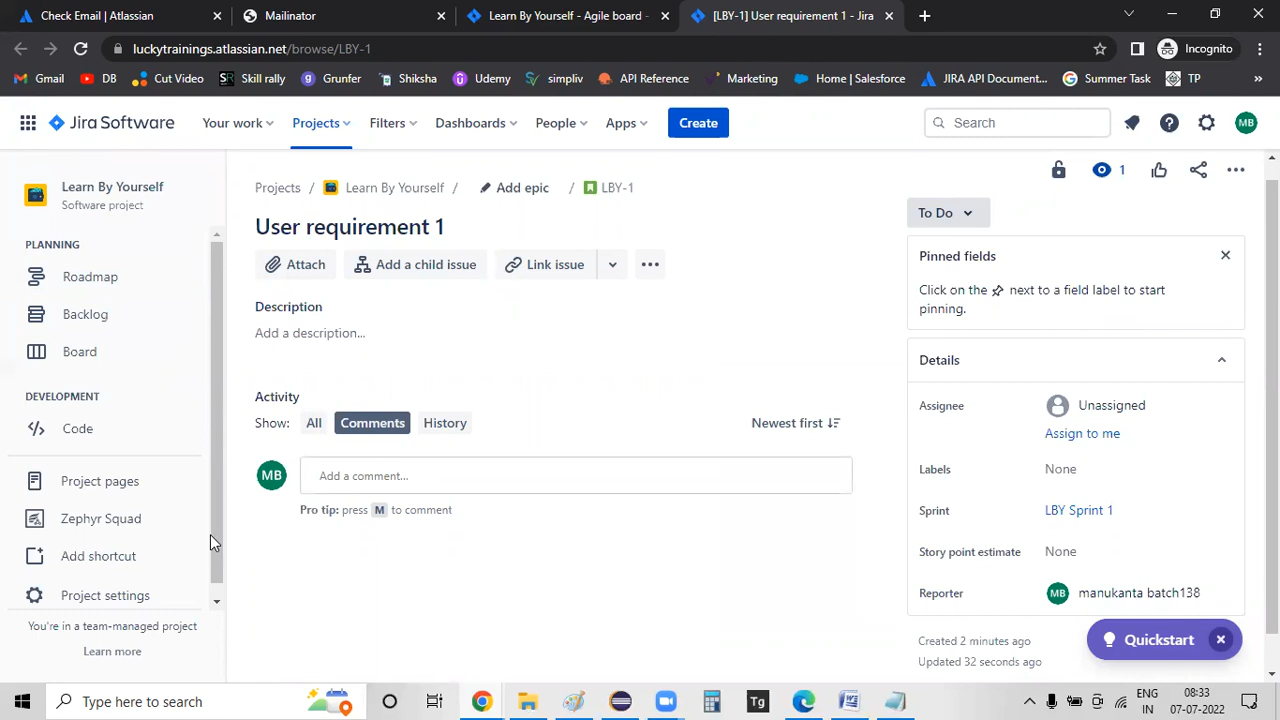 Check Email | Atlassian
Mailinator
Learn By Yourself - Agile board -
[LBY-1] User requirement 1 - Jira
luckytrainings.atlassian.net/browse/LBY-1
Incognito
Gmail
DB
Cut Video
Skill rally
Grunfer
Shiksha
Udemy
simpliv
API Reference
Marketing
Home | Salesforce
JIRA API Document...
Summer Task
TP
Jira Software
Your work
Projects
Filters
Dashboards
People
Apps
Create
Search
MB
Learn By Yourself
Software project
PLANNING
Roadmap
Backlog
Board
DEVELOPMENT
Code
Project pages
Zephyr Squad
Add shortcut
Project settings
You're in a team-managed project
Learn more
Projects / Learn By Yourself / Add epic / LBY-1
1
User requirement 1
Attach
Add a child issue
Link issue
Description
Add a description...
Activity
Show: All Comments History
Newest first
MB
Add a comment...
Pro tip: press M to comment
To Do
Pinned fields
Click on the next to a field label to start
pinning.
Details
Assignee
Unassigned
Assign to me
Labels
None
Sprint
LBY Sprint 1
Story point estimate
None
Reporter
MB manukanta batch138
Created 2 minutes ago
Updated 32 seconds ago
Quickstart
Type here to search
Tg
ENG
IN
18:33
07-07-2022